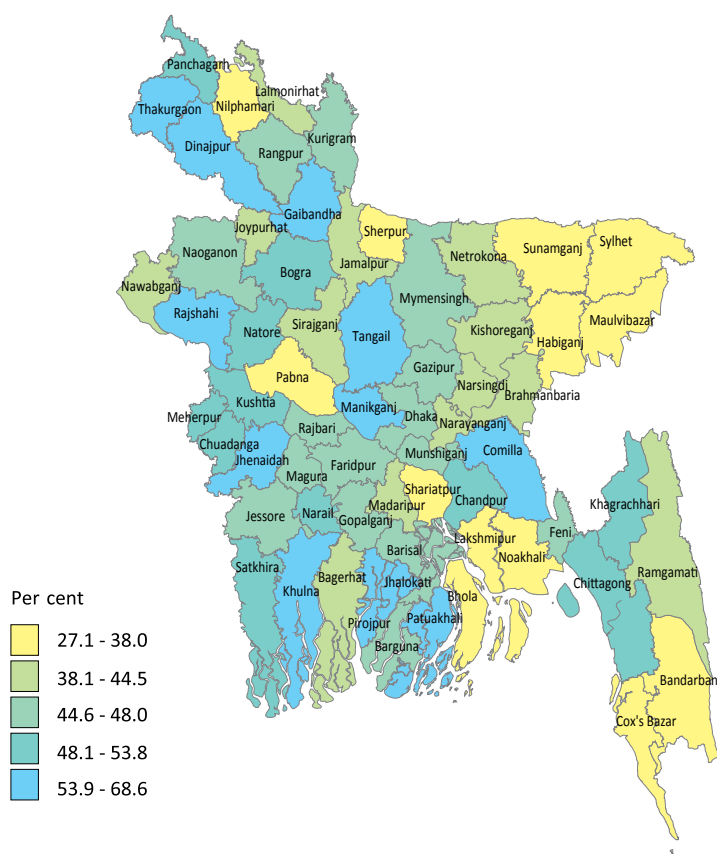 Panchagarh
Lalmonirhat
Thakurgaon
Nilphamari
Dinajpur
Rangpur
Kurigram
Gaibandha
Joypurhat
Sherpur
Naoganon
Jamalpur
Netrokona
Sunamganj
Sylhet
Bogra
Nawabganj
Mymensingh
Rajshahi
Maulvibazar
Natore
Sirajganj
Tangail
Kishoreganj
Habiganj
Pabna
Gazipur
Narsingdi
Brahmanbaria
Kushtia
Manikganj
Dhaka
Meherpur
Rajbari
Narayanganj
Chuadanga
Munshiganj
Comilla
Jhenaidah
Faridpur
Magura
Shariatpur
Chandpur
Khagrachhari
Jessore
Narail
Madaripur
Gopalganj
Feni
Lakshmipur
Barisal
Noakhali
Satkhira
Khulna
Bagerhat
Jhalokati
Bhola
Chittagong
Ramgamati
Pirojpur
Patuakhali
Barguna
Bandarban
Cox's Bazar
Per cent
27.1 - 38.0
38.1 - 44.5
44.6 - 48.0
48.1 - 53.8
53.9 - 68.6